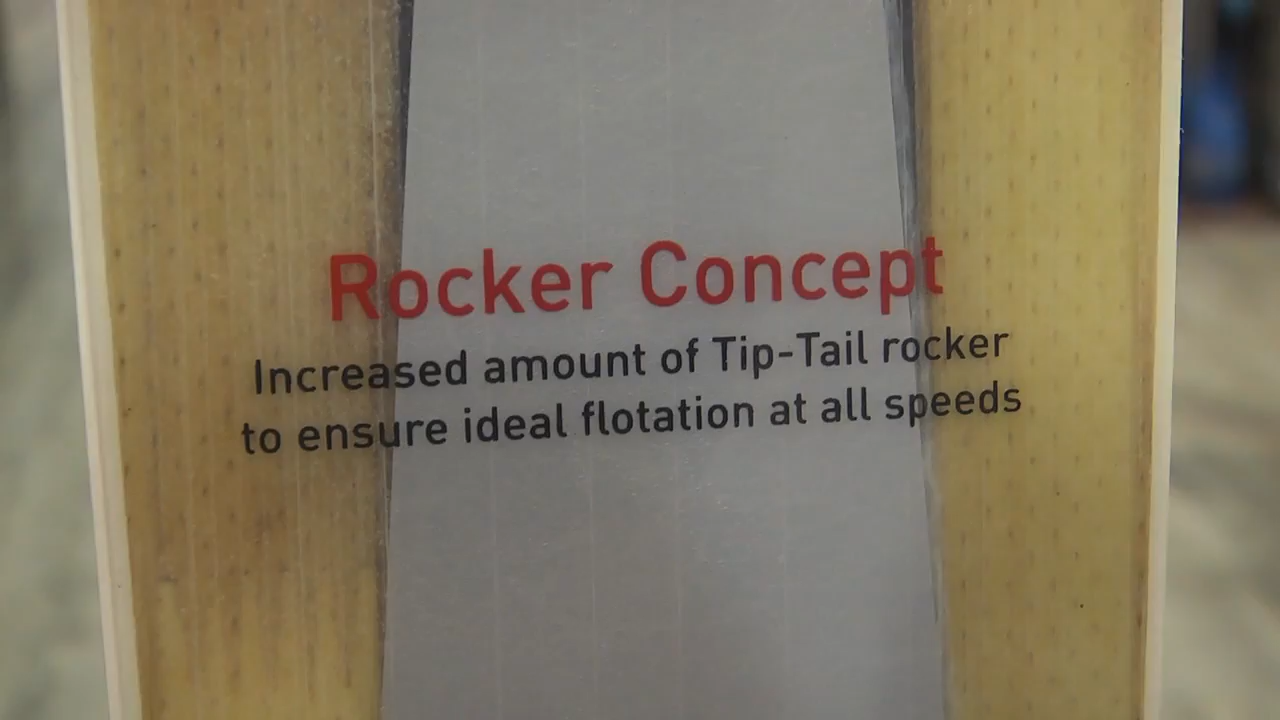 Rocker Concept
Increased amount of Tip-Tail rocker
to ensure ideal flotation at all speeds